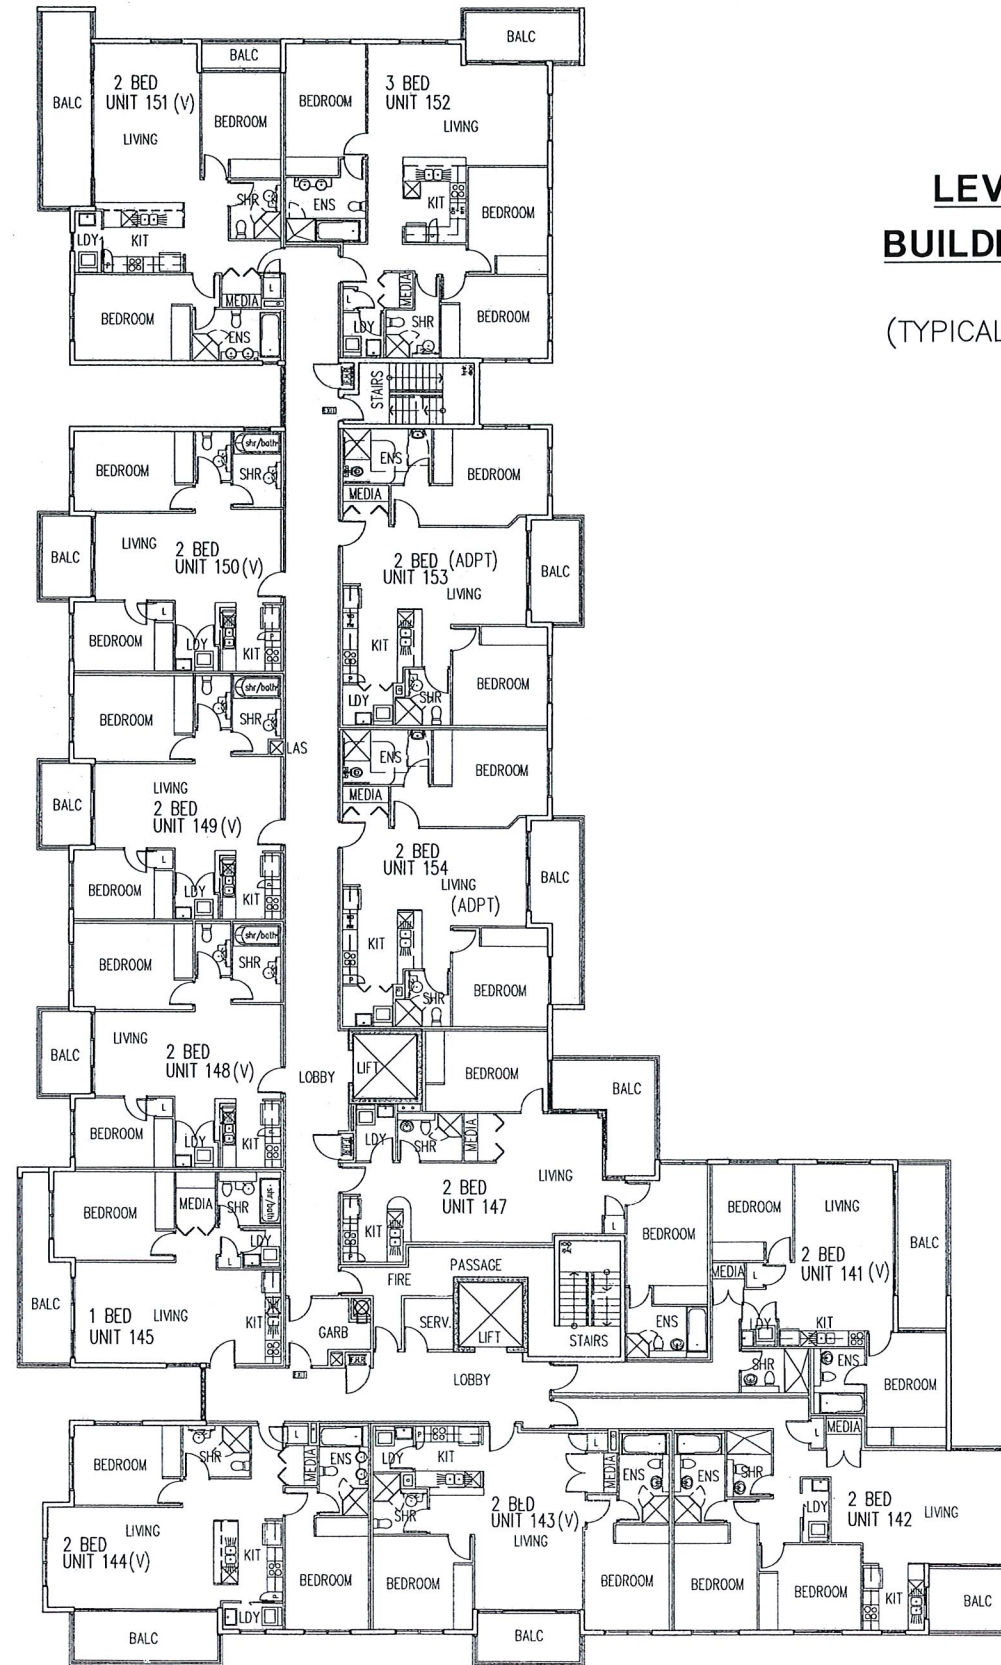 LEV
BUILDI
(TYPICAL
BALC
BALC
BALC
2 BED
UNIT 151 (V)
LIVING
BEDROOM
BEDROOM
3 BED
UNIT 152
LIVING
SHR
ENS
KIT
BEDROOM
LDY
KIT
BEDROOM
MEDIA
L
ENS
L
MEDIA
LDY
SHR
BEDROOM
STAIRS
EXIT
BEDROOM
shr/bath
SHR
ENS
MEDIA
BEDROOM
BALC
LIVING
2 BED
UNIT 150(V)
2 BED (ADPT)
UNIT 153
LIVING
BALC
BEDROOM
L
LDY
KIT
P
KIT
BEDROOM
LDY
P
SHR
BEDROOM
shr/bath
SHR
LAS
ENS
MEDIA
BEDROOM
BALC
LIVING
2 BED
UNIT 149(V)
2 BED
UNIT 154
LIVING
(ADPT)
BALC
BEDROOM
L
LDY
KIT
P
KIT
P
SHR
BEDROOM
BEDROOM
shr/bath
SHR
BALC
LIVING
2 BED
UNIT 148(V)
LOBBY
LIFT
BEDROOM
BALC
BEDROOM
L
LDY
KIT
P
LDY
SHR
MEDIA
LIVING
2 BED
UNIT 147
KIT
P
L
BEDROOM
BEDROOM
MEDIA
SHR
shr/bath
LDY
L
BALC
1 BED
UNIT 145
LIVING
KIT
FIRE
PASSAGE
GARB
SERV.
LIFT
STAIRS
ENS
LOBBY
EXIT
BEDROOM
LIVING
2 BED
UNIT 141 (V)
BALC
MEDIA
L
LDY
KIT
SHR
ENS
BEDROOM
MEDIA
L
BEDROOM
SHR
L
MEDIA
ENS
LIVING
2 BED
UNIT 144(V)
KIT
P
LDY
BEDROOM
BALC
LDY
P
KIT
SHR
2 BED
UNIT 143(V)
LIVING
L
MEDIA
ENS
BEDROOM
BEDROOM
BALC
ENS
SHR
BEDROOM
LDY
2 BED
UNIT 142
LIVING
BEDROOM
KIT
BALC